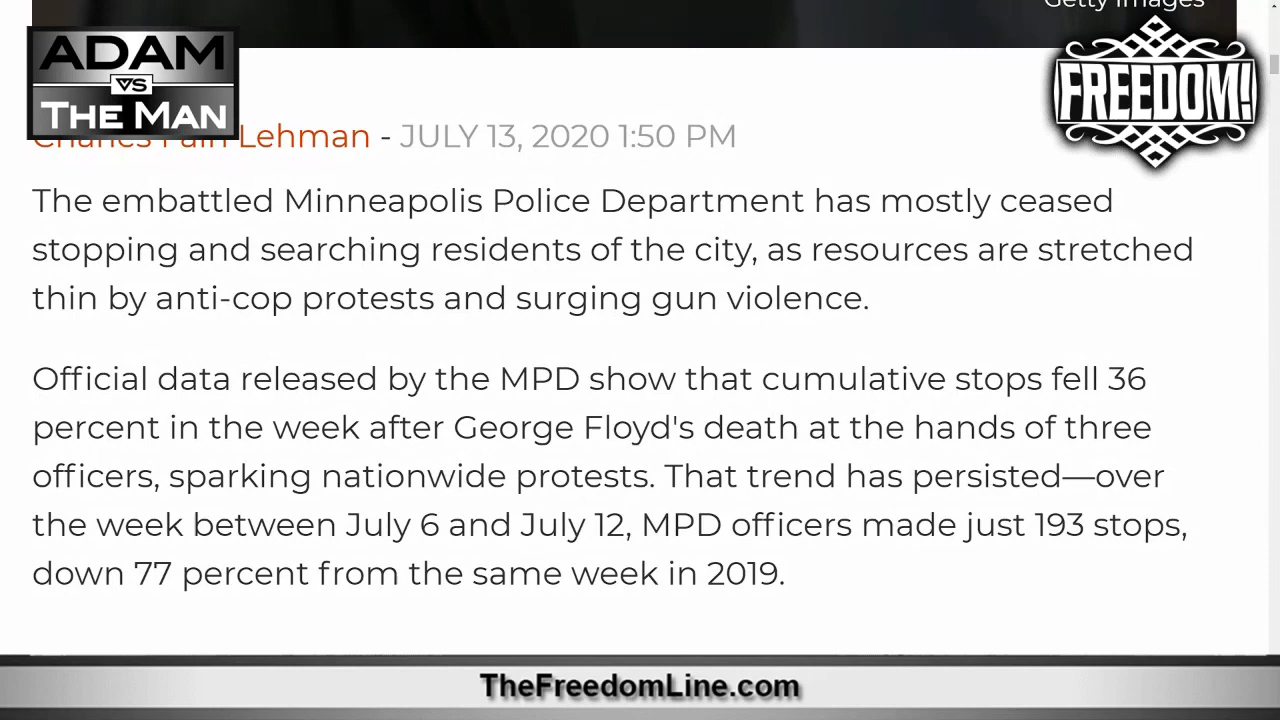 Getty Images
ADAM
VS
THE MAN
FREEDOM!
Charles Fain Lehman - JULY 13, 2020 1:50 PM
The embattled Minneapolis Police Department has mostly ceased
stopping and searching residents of the city, as resources are stretched
thin by anti-cop protests and surging gun violence.
Official data released by the MPD show that cumulative stops fell 36
percent in the week after George Floyd's death at the hands of three
officers, sparking nationwide protests. That trend has persisted—over
the week between July 6 and July 12, MPD officers made just 193 stops,
down 77 percent from the same week in 2019.
TheFreedomLine.com